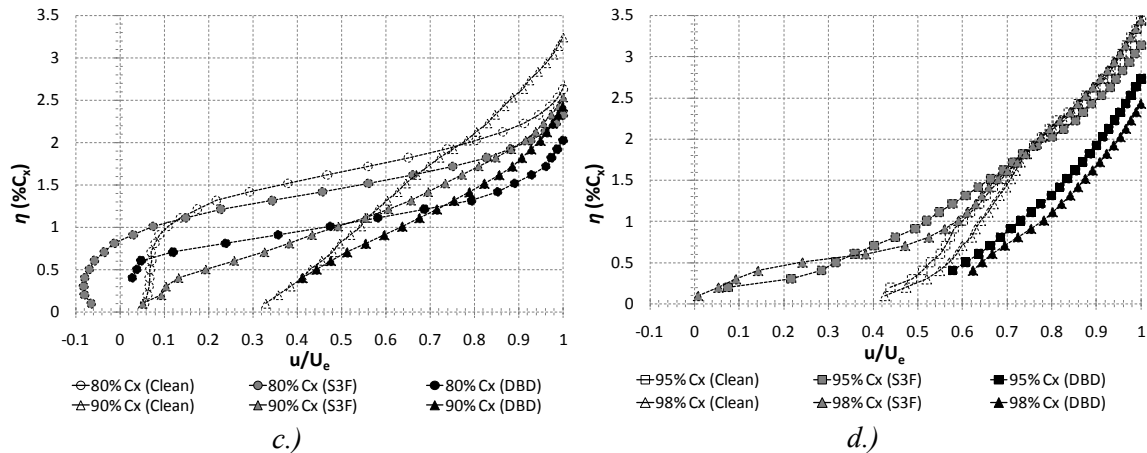 3.5
3
2.5
2
1.5
1
0.5
0
η (%Cx)
-0.1 0 0.1 0.2 0.3 0.4 0.5 0.6 0.7 0.8 0.9 1
u/Ue
80% Cx (Clean) 80% Cx (S3F) 80% Cx (DBD)
90% Cx (Clean) 90% Cx (S3F) 90% Cx (DBD)
c.)
3.5
3
2.5
2
1.5
1
0.5
0
η (%Cx)
-0.1 0 0.1 0.2 0.3 0.4 0.5 0.6 0.7 0.8 0.9 1
u/Ue
95% Cx (Clean) 95% Cx (S3F) 95% Cx (DBD)
98% Cx (Clean) 98% Cx (S3F) 98% Cx (DBD)
d.)